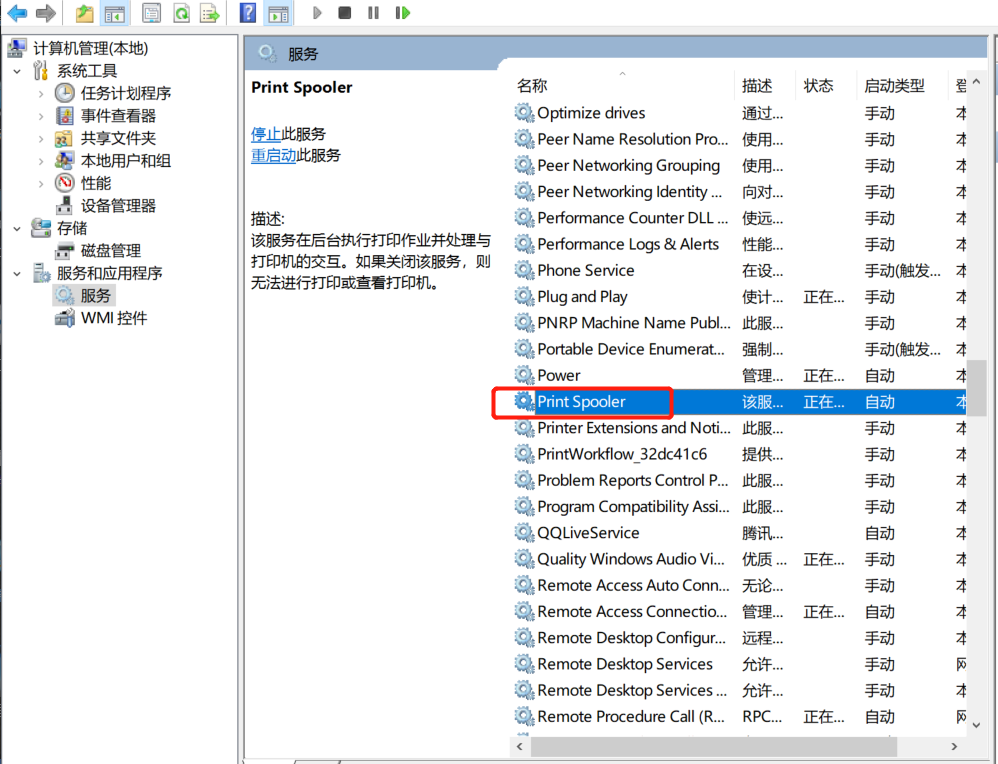 计算机管理(本地)
系统工具
任务计划程序
事件查看器
共享文件夹
本地用户和组
性能
设备管理器
存储
磁盘管理
服务和应用程序
服务
WMI 控件
服务
Print Spooler
停止此服务
重启动此服务
描述:
该服务在后台执行打印作业并处理与
打印机的交互。如果关闭该服务，则
无法进行打印或查看打印机。
名称 描述 状态 启动类型
Optimize drives 通过... 手动 本
Peer Name Resolution Pro... 使用... 手动 本
Peer Networking Grouping 使用... 手动 本
Peer Networking Identity ... 向对... 手动 本
Performance Counter DLL ... 使远... 手动 本
Performance Logs & Alerts 性能... 手动 本
Phone Service 在设... 手动(触发... 本
Plug and Play 使计... 正在... 手动 本
PNRP Machine Name Publ... 此服... 手动 本
Portable Device Enumerat... 强制... 手动(触发... 本
Power 管理... 正在... 自动 本
Print Spooler 该服... 正在... 自动 本
Printer Extensions and Noti... 此服... 手动 本
PrintWorkflow_32dc41c6 提供... 手动 本
Problem Reports Control P... 此服... 手动 本
Program Compatibility Assi... 此服... 手动 本
QQLiveService 腾讯... 自动 本
Quality Windows Audio Vi... 优质 ... 正在... 手动 本
Remote Access Auto Conn... 无论... 手动 本
Remote Access Connectio... 管理... 正在... 自动 本
Remote Desktop Configur... 远程... 手动 本
Remote Desktop Services 允许... 手动 网
Remote Desktop Services ... 允许... 手动 本
Remote Procedure Call (R... RPC... 正在... 自动 网